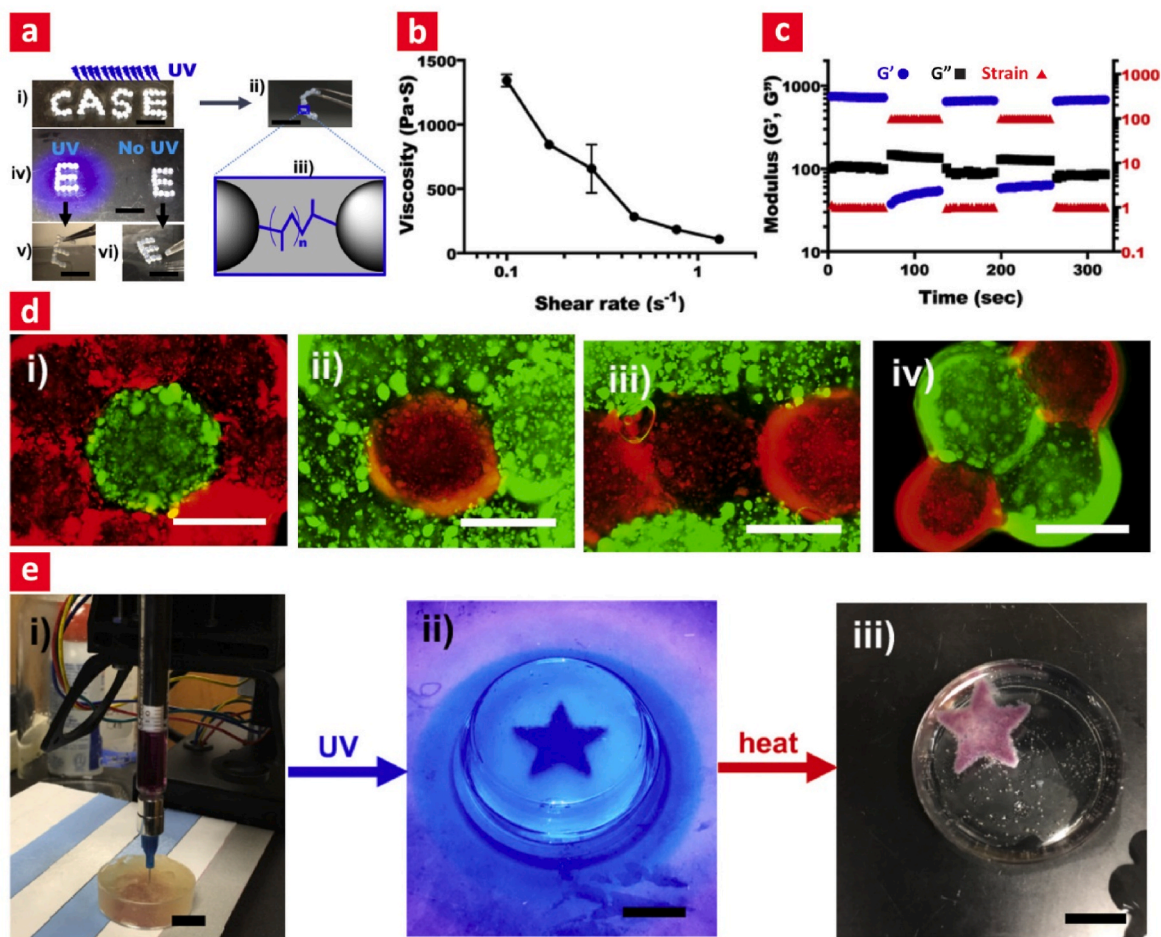 a
UV
i)
CASE
ii)
iii)
n
UV
No UV
iv)
E
E
v)
vi)
b
Viscosity (Pa•S)
1500
1000
500
0
0.1
1
Shear rate (s⁻¹)
c
G' G" Strain
Modulus (G', G")
1000
100
10
1000
100
10
1
0.1
0
100
200
300
Time (sec)
d
i)
ii)
iii)
iv)
e
i)
UV
ii)
heat
iii)